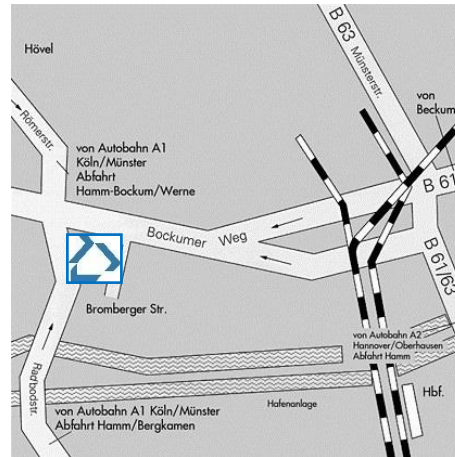 B 63
Münsterstr.
Hövel
Römerstr.
von
Beckum
von Autobahn A1
Köln/Münster
Abfahrt
Hamm-Bockum/Werne
B 61
Bockumer Weg
B 61/63
Bromberger Str.
von Autobahn A2
Hannover/Oberhausen
Abfahrt Hamm
Radbodstr.
Hbf.
Hafenanlage
von Autobahn A1 Köln/Münster
Abfahrt Hamm/Bergkamen